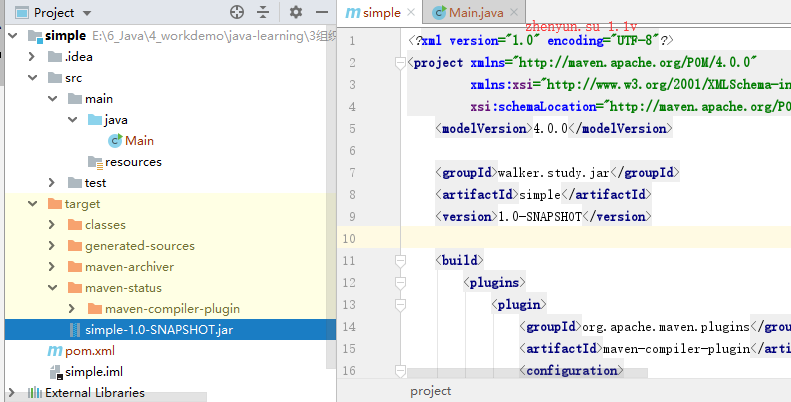 Project
simple E:\6_Java\4_workdemo\java-learning\3组
.idea
src
main
java
Main
resources
test
target
classes
generated-sources
maven-archiver
maven-status
maven-compiler-plugin
simple-1.0-SNAPSHOT.jar
pom.xml
simple.iml
External Libraries
simple
Main.java
zhenyun.su 1.1v
1 <?xml version="1.0" encoding="UTF-8"?>
2 <project xmlns="http://maven.apache.org/POM/4.0.0"
3 xmlns:xsi="http://www.w3.org/2001/XMLSchema-in
4 xsi:schemaLocation="http://maven.apache.org/PO
5 <modelVersion>4.0.0</modelVersion>
6
7 <groupId>walker.study.jar</groupId>
8 <artifactId>simple</artifactId>
9 <version>1.0-SNAPSHOT</version>
10
11 <build>
12 <plugins>
13 <plugin>
14 <groupId>org.apache.maven.plugins</grou
15 <artifactId>maven-compiler-plugin</arti
16 <configuration>
project